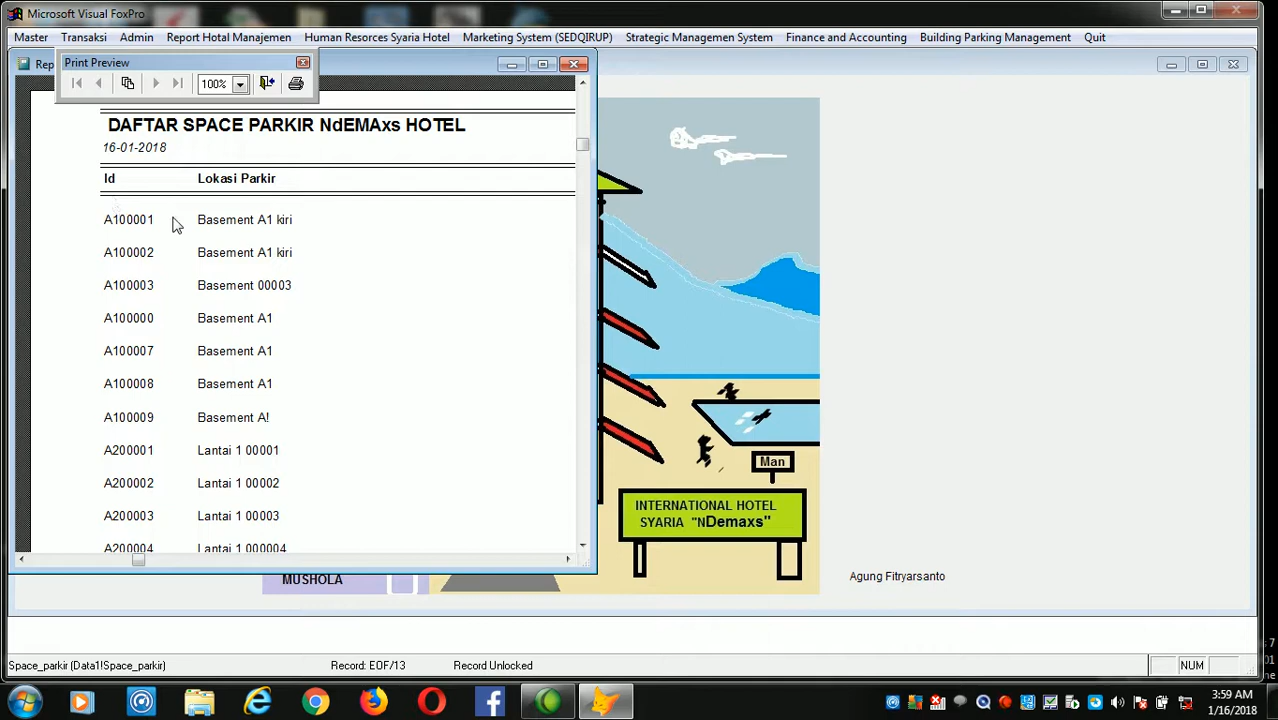 Microsoft Visual FoxPro
Master Transaksi Admin Report Hotal Manajemen Human Resorces Syaria Hotel Marketing System (SEDQIRUP) Strategic Managemen System Finance and Accounting Building Parking Management Quit
Rep
Print Preview
100%
DAFTAR SPACE PARKIR NdEMAxs HOTEL
16-01-2018
Id Lokasi Parkir
A100001 Basement A1 kiri
A100002 Basement A1 kiri
A100003 Basement 00003
A100000 Basement A1
A100007 Basement A1
A100008 Basement A1
A100009 Basement A!
A200001 Lantai 1 00001
A200002 Lantai 1 00002
A200003 Lantai 1 00003
A200004 Lantai 1 000004
Man
INTERNATIONAL HOTEL
SYARIA "NDemaxs"
MUSHOLA
Agung Fitryarsanto
Space_parkir (Data1!Space_parkir) Record: EOF/13 Record Unlocked NUM
3:59 AM
1/16/2018